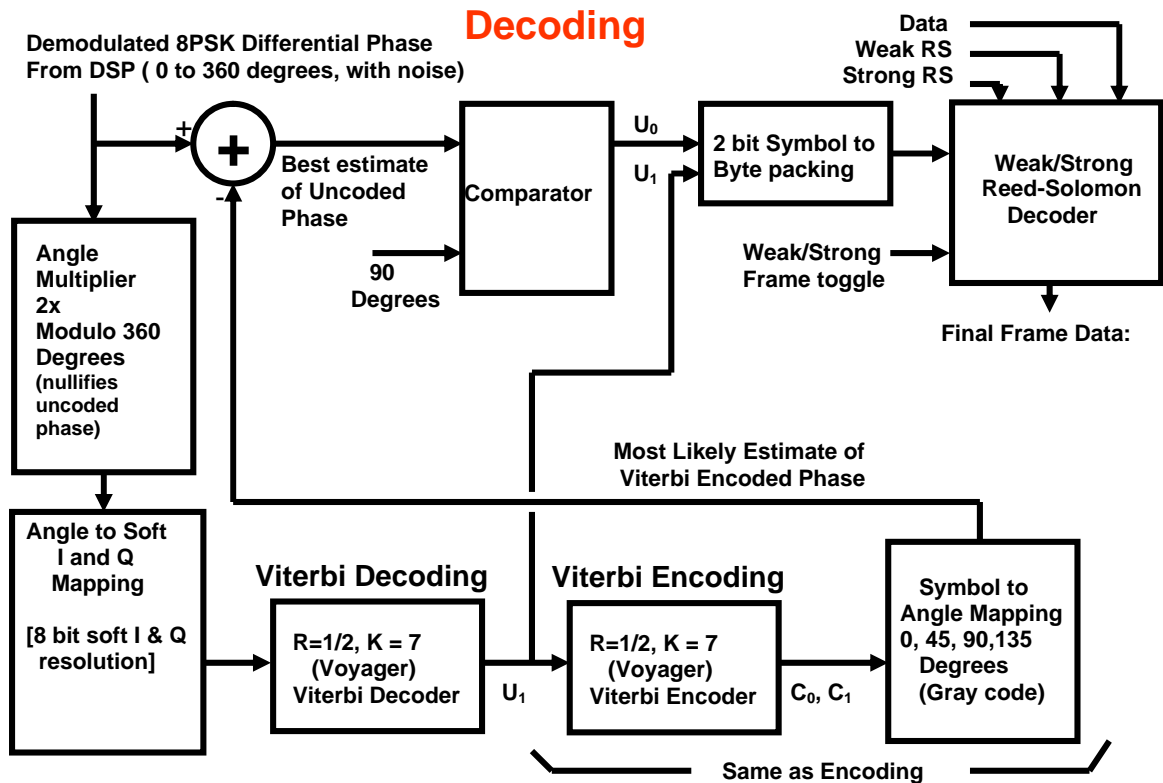 Decoding
Demodulated 8PSK Differential Phase
From DSP ( 0 to 360 degrees, with noise)
Data
Weak RS
Strong RS
+
+
-
Best estimate
of Uncoded
Phase
90
Degrees
Comparator
U0
U1
2 bit Symbol to
Byte packing
Weak/Strong
Reed-Solomon
Decoder
Weak/Strong
Frame toggle
Final Frame Data:
Angle
Multiplier
2x
Modulo 360
Degrees
(nullifies
uncoded
phase)
Most Likely Estimate of
Viterbi Encoded Phase
Angle to Soft
I and Q
Mapping
[8 bit soft I & Q
resolution]
Viterbi Decoding
R=1/2, K = 7
(Voyager)
Viterbi Decoder
U1
Viterbi Encoding
R=1/2, K = 7
(Voyager)
Viterbi Encoder
C0, C1
Symbol to
Angle Mapping
0, 45, 90,135
Degrees
(Gray code)
Same as Encoding